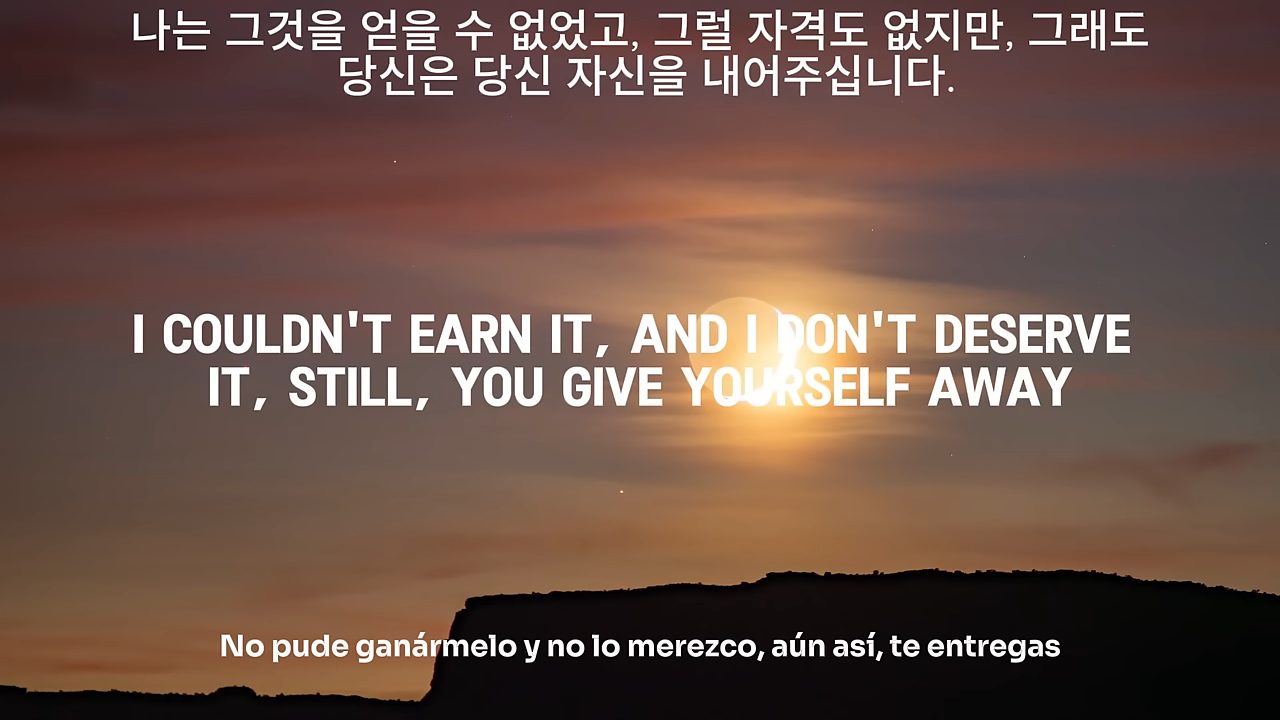 나는 그것을 얻을 수 없었고, 그럴 자격도 없지만, 그래도
당신은 당신 자신을 내어주십니다.
I COULDN'T EARN IT, AND I DON'T DESERVE
IT, STILL, YOU GIVE YOURSELF AWAY
No pude ganármelo y no lo merezco, aún así, te entregas